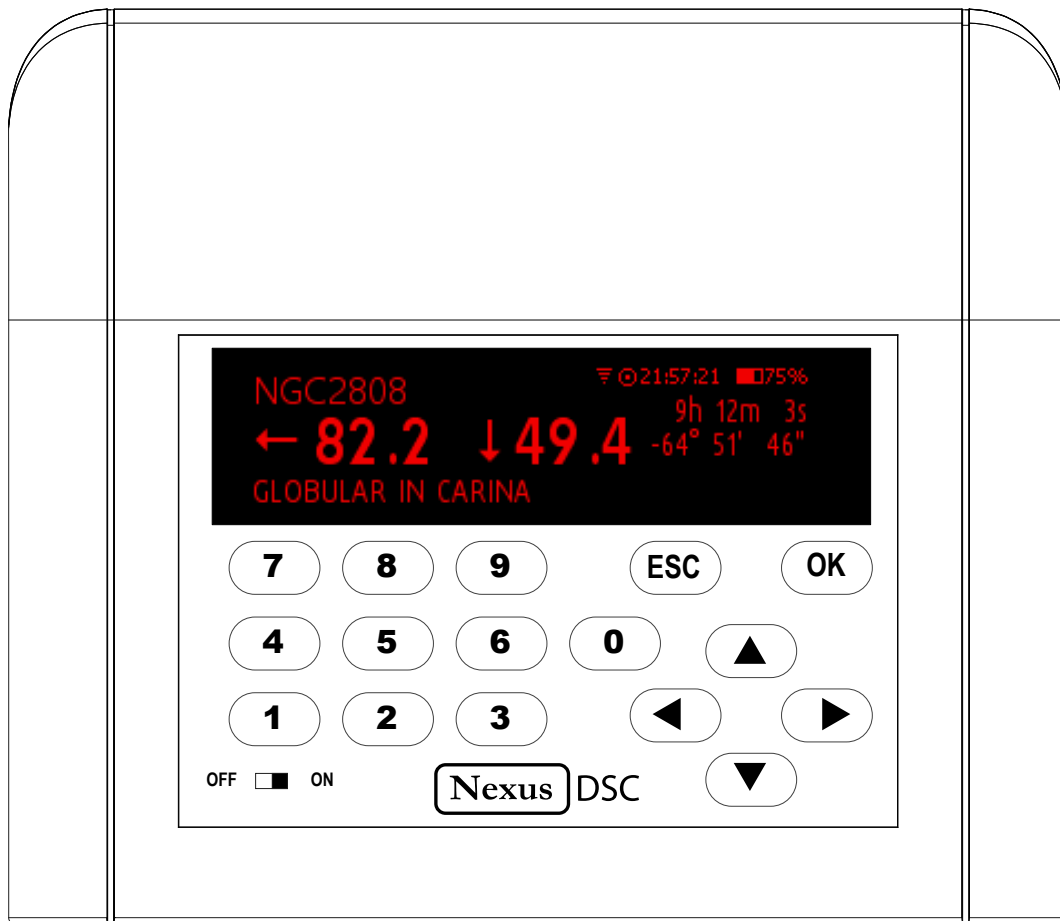 21:57:21 75%
NGC2808
9h 12m 3s
← 82.2 ↓ 49.4
-64° 51' 46"
GLOBULAR IN CARINA
7 8 9 ESC OK
4 5 6 0
1 2 3
OFF ON
Nexus DSC